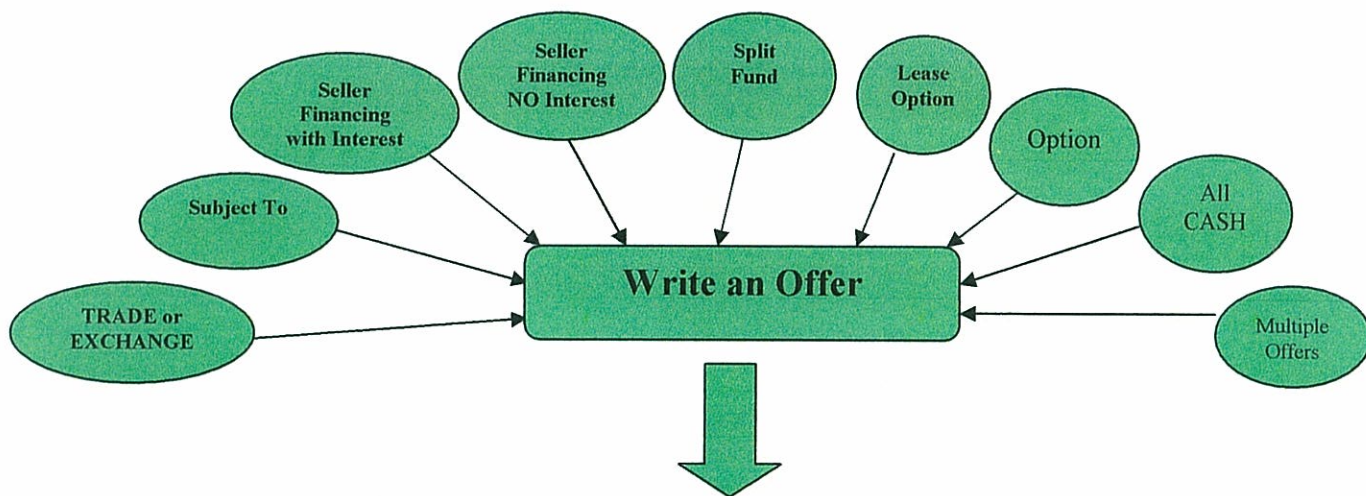 TRADE or
EXCHANGE
Subject To
Seller
Financing
with Interest
Seller
Financing
NO Interest
Split
Fund
Lease
Option
Option
All
CASH
Multiple
Offers
Write an Offer